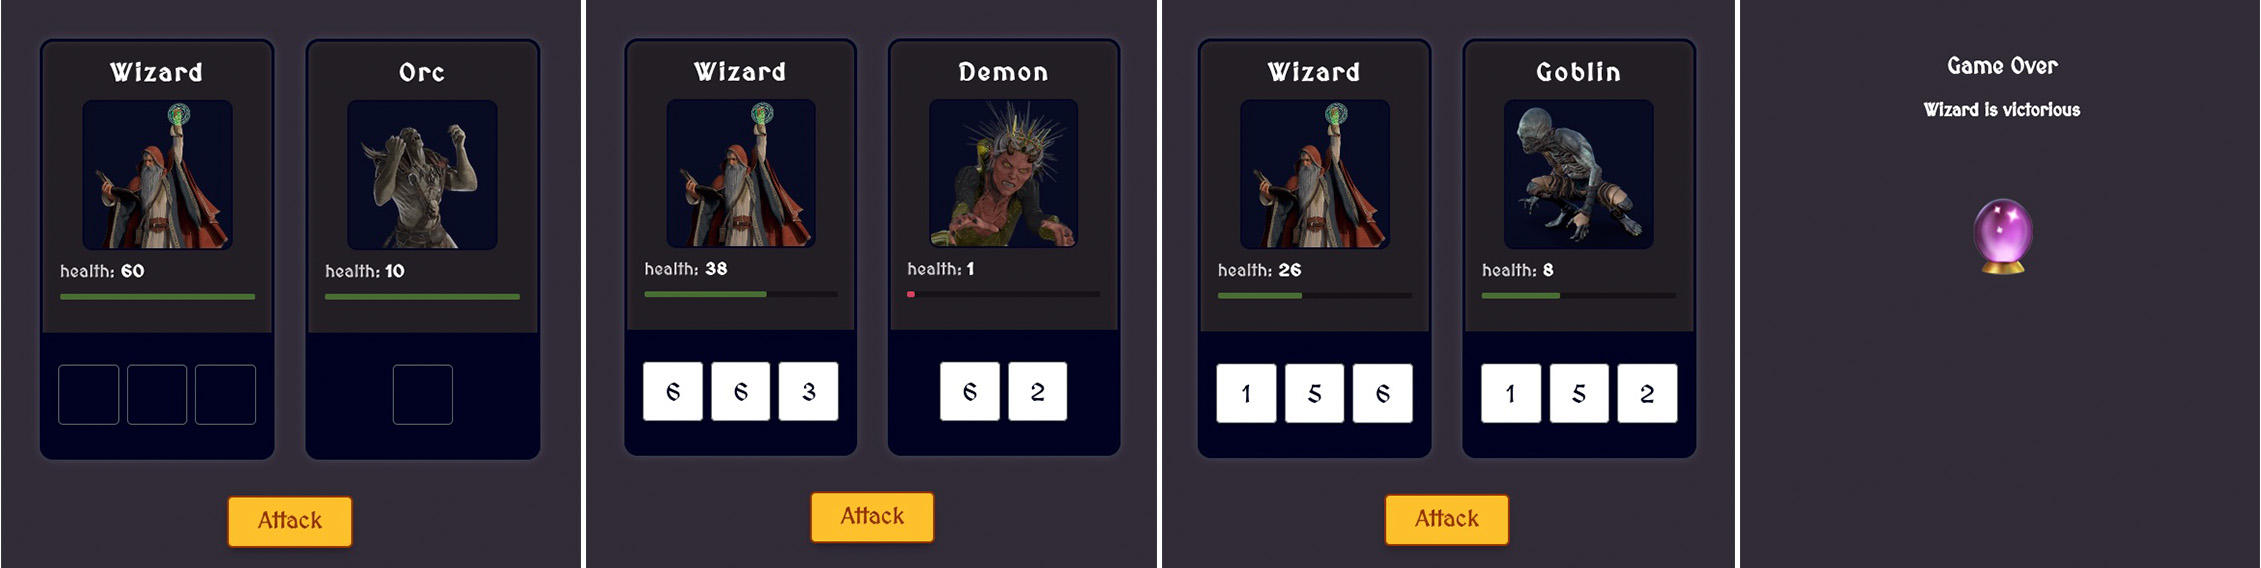 Wizard
health: 60
Orc
health: 10
Attack
Wizard
health: 38
6 6 3
Demon
health: 1
6 2
Attack
Wizard
health: 26
1 5 6
Goblin
health: 8
1 5 2
Attack
Game Over
Wizard is victorious